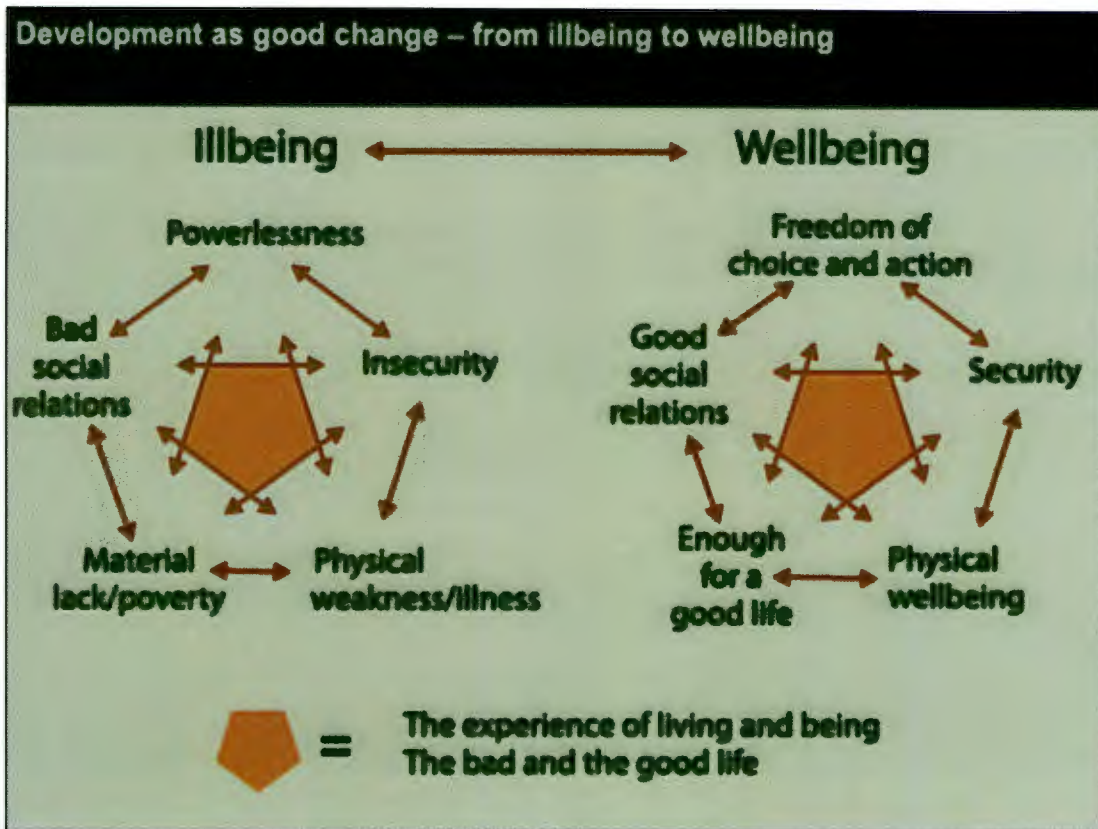 Development as good change – from illbeing to wellbeing
Illbeing
Wellbeing
Powerlessness
Bad
social
relations
Insecurity
Material
lack/poverty
Physical
weakness/illness
Freedom of
choice and action
Good
social
relations
Security
Enough
for a
good life
Physical
wellbeing
=
The experience of living and being
The bad and the good life